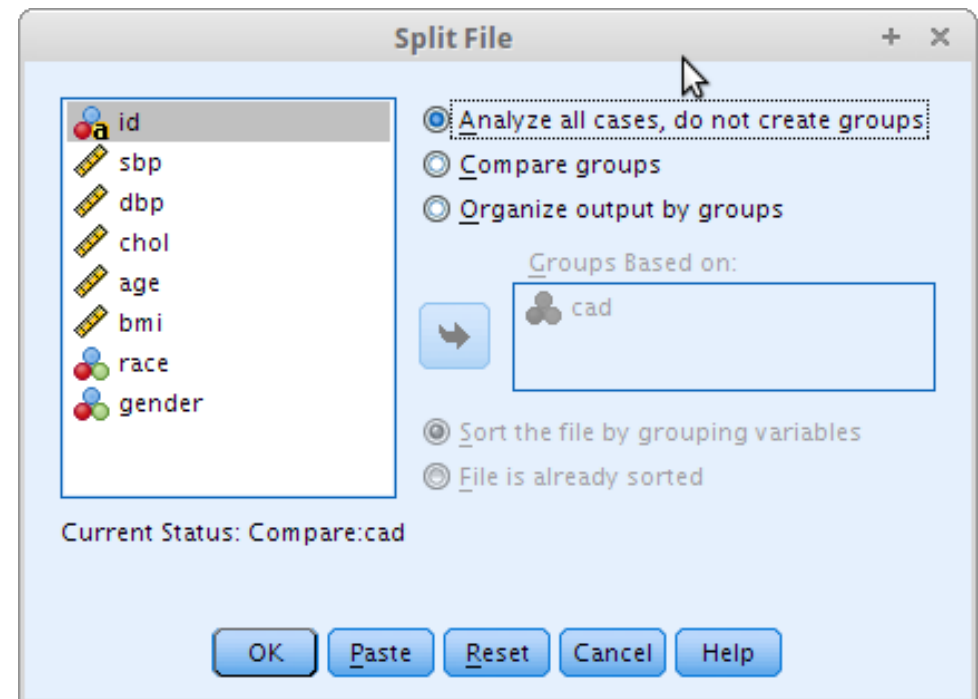 Split File
id
sbp
dbp
chol
age
bmi
race
gender
Analyze all cases, do not create groups
Compare groups
Organize output by groups
Groups Based on:
cad
Sort the file by grouping variables
File is already sorted
Current Status: Compare:cad
OK
Paste
Reset
Cancel
Help